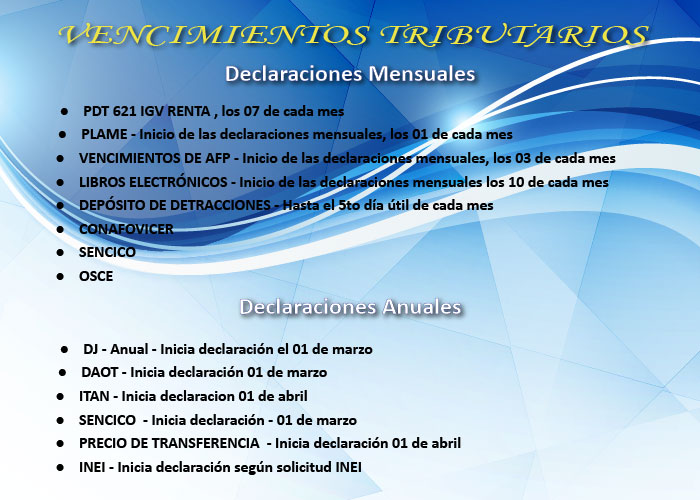 VENCIMIENTOS TRIBUTARIOS
Declaraciones Mensuales
● PDT 621 IGV RENTA , los 07 de cada mes
● PLAME - Inicio de las declaraciones mensuales, los 01 de cada mes
● VENCIMIENTOS DE AFP - Inicio de las declaraciones mensuales, los 03 de cada mes
● LIBROS ELECTRÓNICOS - Inicio de las declaraciones mensuales los 10 de cada mes
● DEPÓSITO DE DETRACCIONES - Hasta el 5to día útil de cada mes
● CONAFOVICER
● SENCICO
● OSCE
Declaraciones Anuales
● DJ - Anual - Inicia declaración el 01 de marzo
● DAOT - Inicia declaración 01 de marzo
● ITAN - Inicia declaracion 01 de abril
● SENCICO - Inicia declaración - 01 de marzo
● PRECIO DE TRANSFERENCIA - Inicia declaración 01 de abril
● INEI - Inicia declaración según solicitud INEI